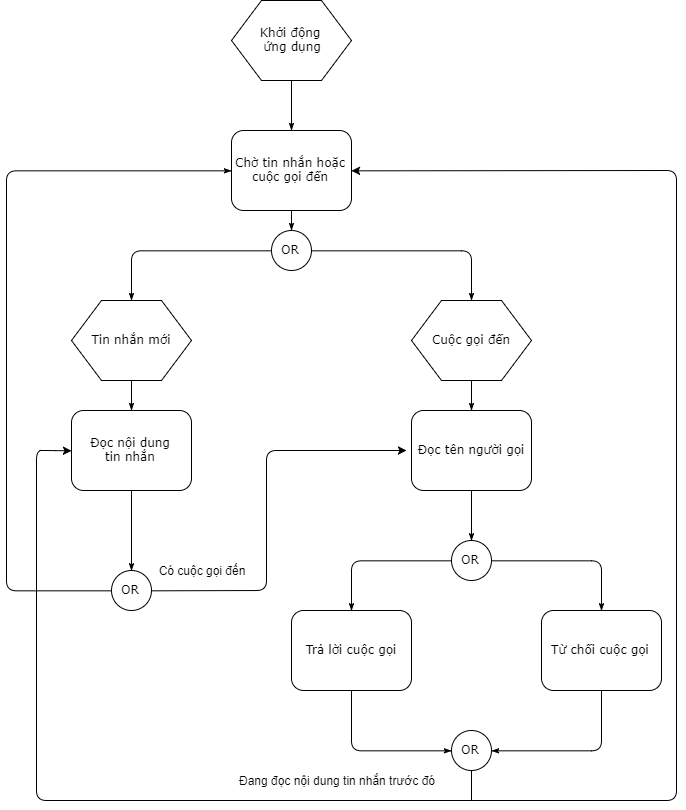 Khởi động
ứng dụng
Chờ tin nhắn hoặc
cuộc gọi đến
OR
Tin nhắn mới
Cuộc gọi đến
Đọc nội dung
tin nhắn
Đọc tên người gọi
OR
Có cuộc gọi đến
OR
Trả lời cuộc gọi
Từ chối cuộc gọi
OR
Đang đọc nội dung tin nhắn trước đó